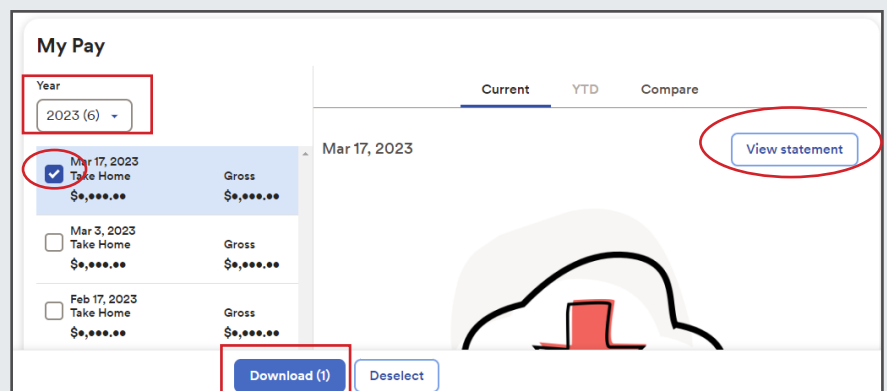 My Pay
Year
2023 (6)
Current YTD Compare
Mar 17, 2023
View statement
Mar 17, 2023
Take Home Gross
$•,•••.•• $•,•••.••
Mar 3, 2023
Take Home Gross
$•,•••.•• $•,•••.••
Feb 17, 2023
Take Home Gross
$•,•••.•• $•,•••.••
Download (1) Deselect